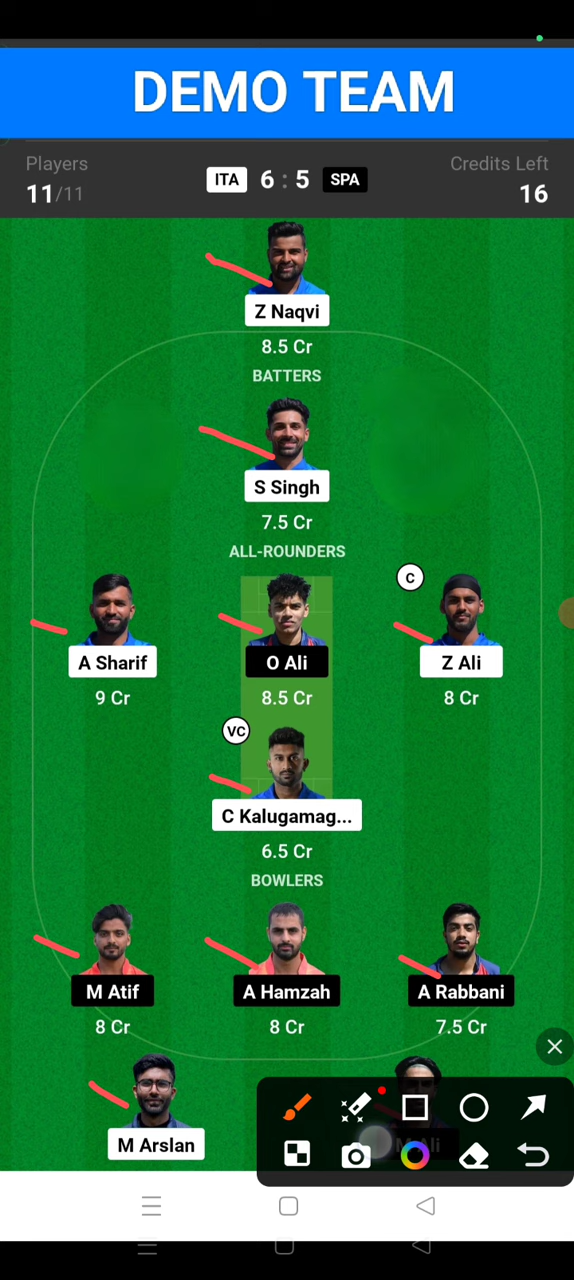 DEMO TEAM
Players
Credits Left
11/11
ITA 6 : 5 SPA
16
Z Naqvi
8.5 Cr
BATTERS
S Singh
7.5 Cr
ALL-ROUNDERS
C
A Sharif
O Ali
Z Ali
9 Cr
8.5 Cr
8 Cr
VC
C Kalugamag...
6.5 Cr
BOWLERS
M Atif
A Hamzah
A Rabbani
8 Cr
8 Cr
7.5 Cr
M Arslan
M Ali